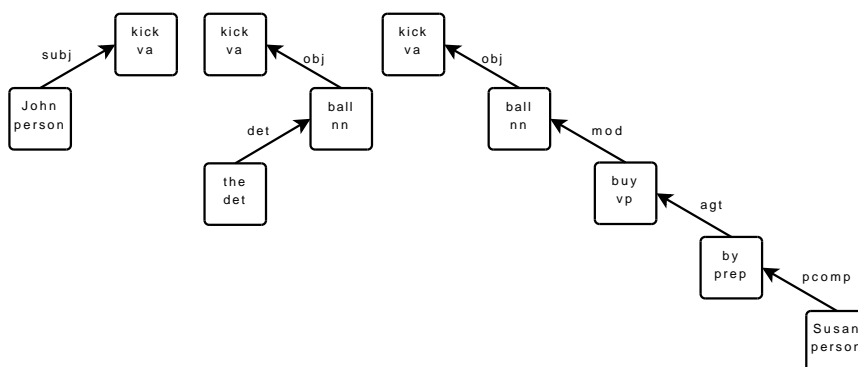 kick
va
kick
va
kick
va
subj
obj
obj
John
person
ball
nn
ball
nn
det
mod
the
det
buy
vp
agt
by
prep
pcomp
Susan
person